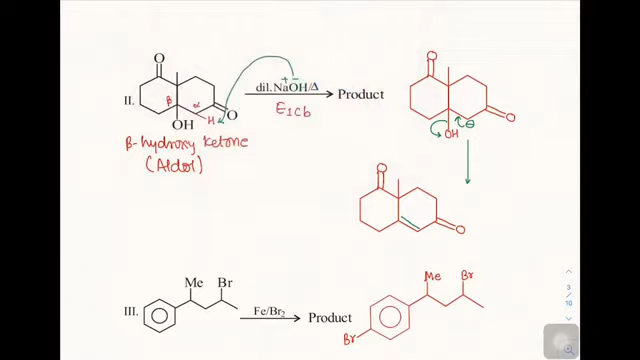 O
O
II.
β
α
H
O
OH
dil. NaOH/Δ
+ −
E1cb
Product
O
OH
⊖
β-hydroxy ketone
(Aldol)
O
O
Me Br
III.
Fe/Br₂
Product
Me Br
Br
3
10